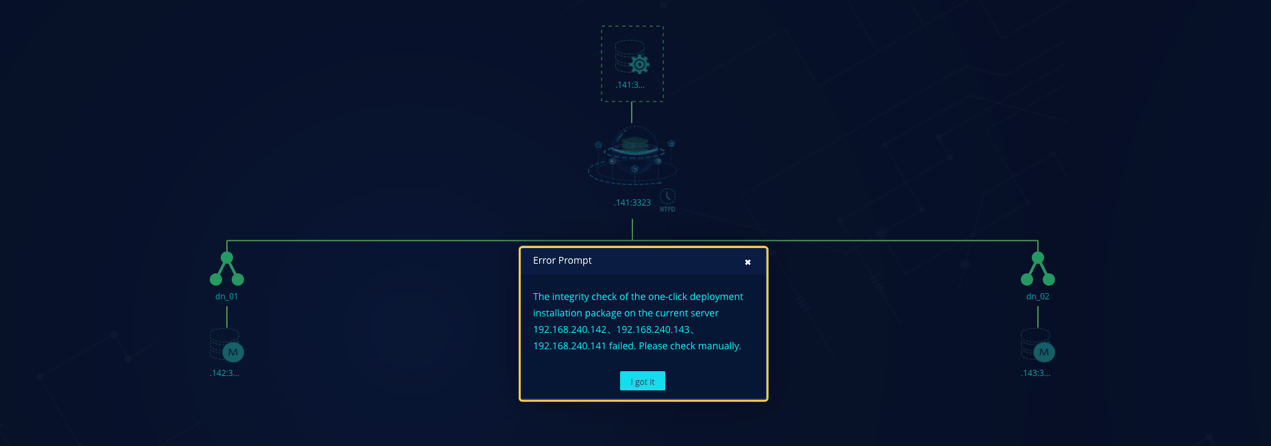 .141:3...
.141:3323
NTPD
Error Prompt
The integrity check of the one-click deployment
installation package on the current server
192.168.240.142、192.168.240.143、
192.168.240.141 failed. Please check manually.
I got it
dn_01
dn_02
M
M
.142:3...
.143:3...